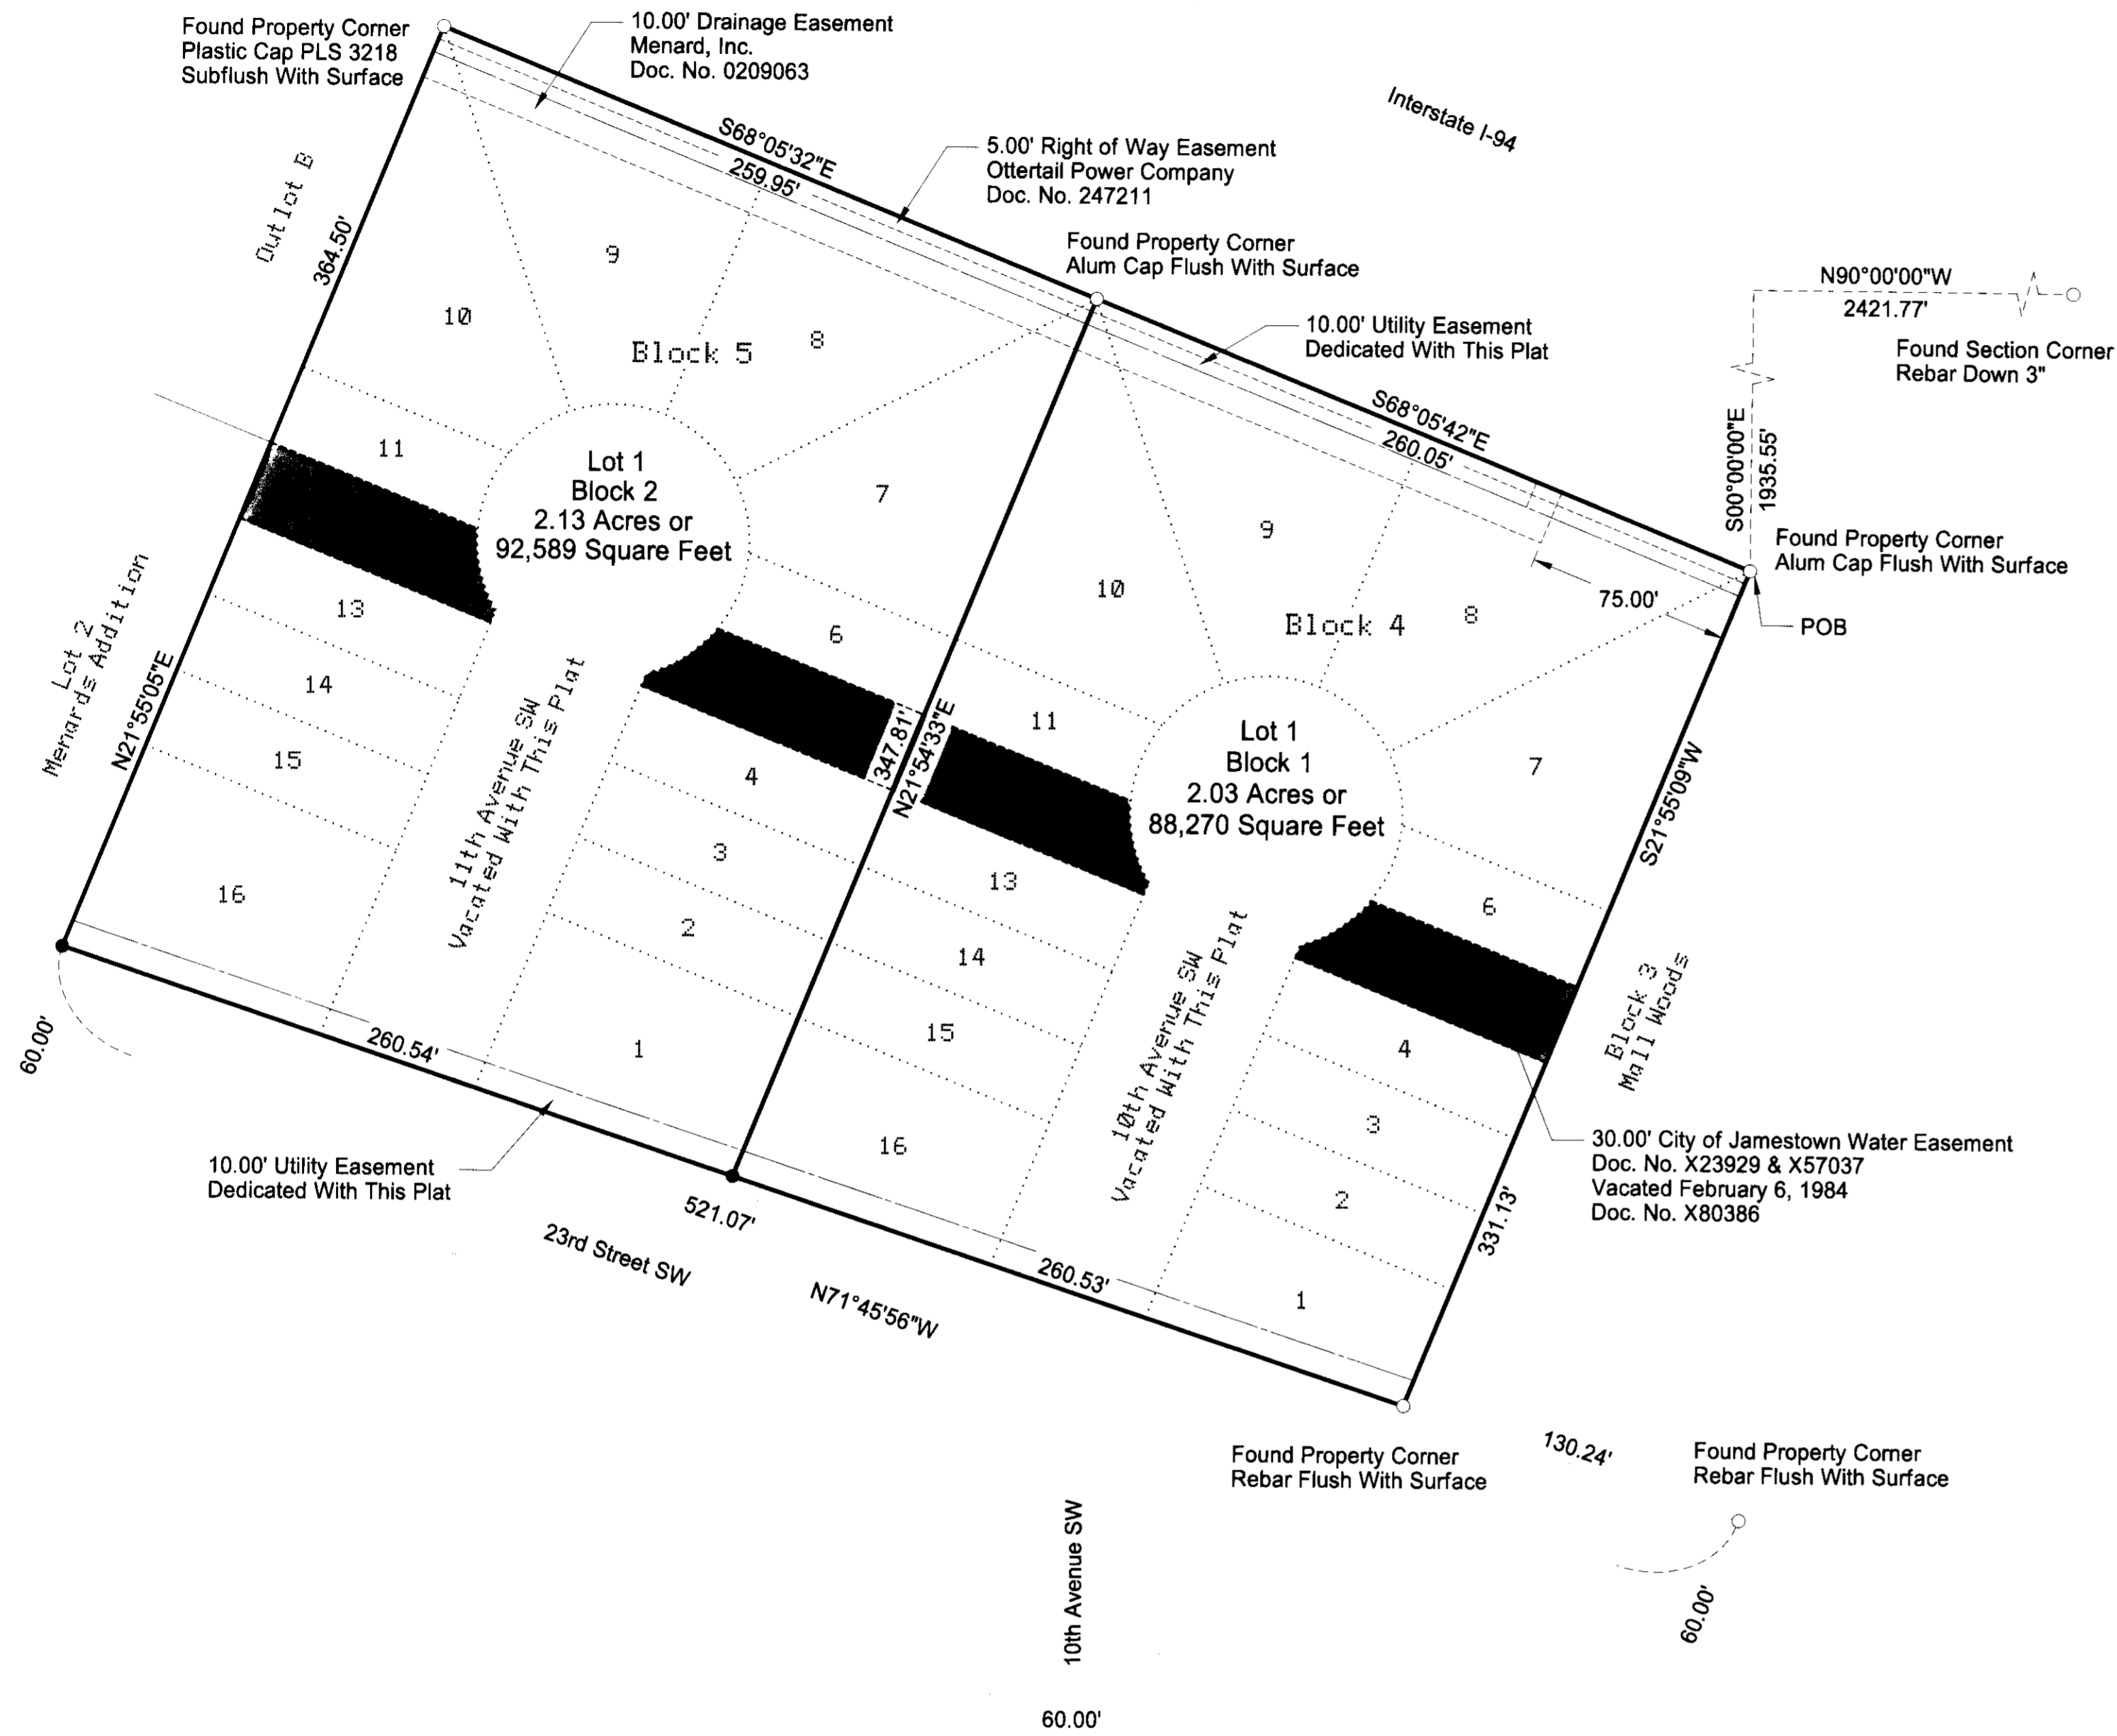 Found Property Corner
Plastic Cap PLS 3218
Subflush With Surface
10.00' Drainage Easement
Menard, Inc.
Doc. No. 0209063
Interstate I-94
S68°05'32"E
259.95'
5.00' Right of Way Easement
Ottertail Power Company
Doc. No. 247211
Outlot B
364.50'
9
10
Block 5
8
Found Property Corner
Alum Cap Flush With Surface
10.00' Utility Easement
Dedicated With This Plat
N90°00'00"W
2421.77'
Found Section Corner
Rebar Down 3"
S00°00'00"E
1935.55'
S68°05'42"E
260.05'
11
Lot 1
Block 2
2.13 Acres or
92,589 Square Feet
7
9
10
Block 4
8
75.00'
Found Property Corner
Alum Cap Flush With Surface
POB
Lot 2
Menards Addition
N21°55'05"E
13
14
15
16
11th Avenue SW
Vacated With This Plat
6
4
3
2
1
347.81'
N21°54'33"E
11
Lot 1
Block 1
2.03 Acres or
88,270 Square Feet
7
S21°55'09"W
13
14
15
16
10th Avenue SW
Vacated With This Plat
6
4
3
2
1
Block 3
Mall Woods
30.00' City of Jamestown Water Easement
Doc. No. X23929 & X57037
Vacated February 6, 1984
Doc. No. X80386
331.13'
60.00'
260.54'
10.00' Utility Easement
Dedicated With This Plat
521.07'
23rd Street SW
N71°45'56"W
260.53'
Found Property Corner
Rebar Flush With Surface
130.24'
Found Property Corner
Rebar Flush With Surface
60.00'
10th Avenue SW
60.00'